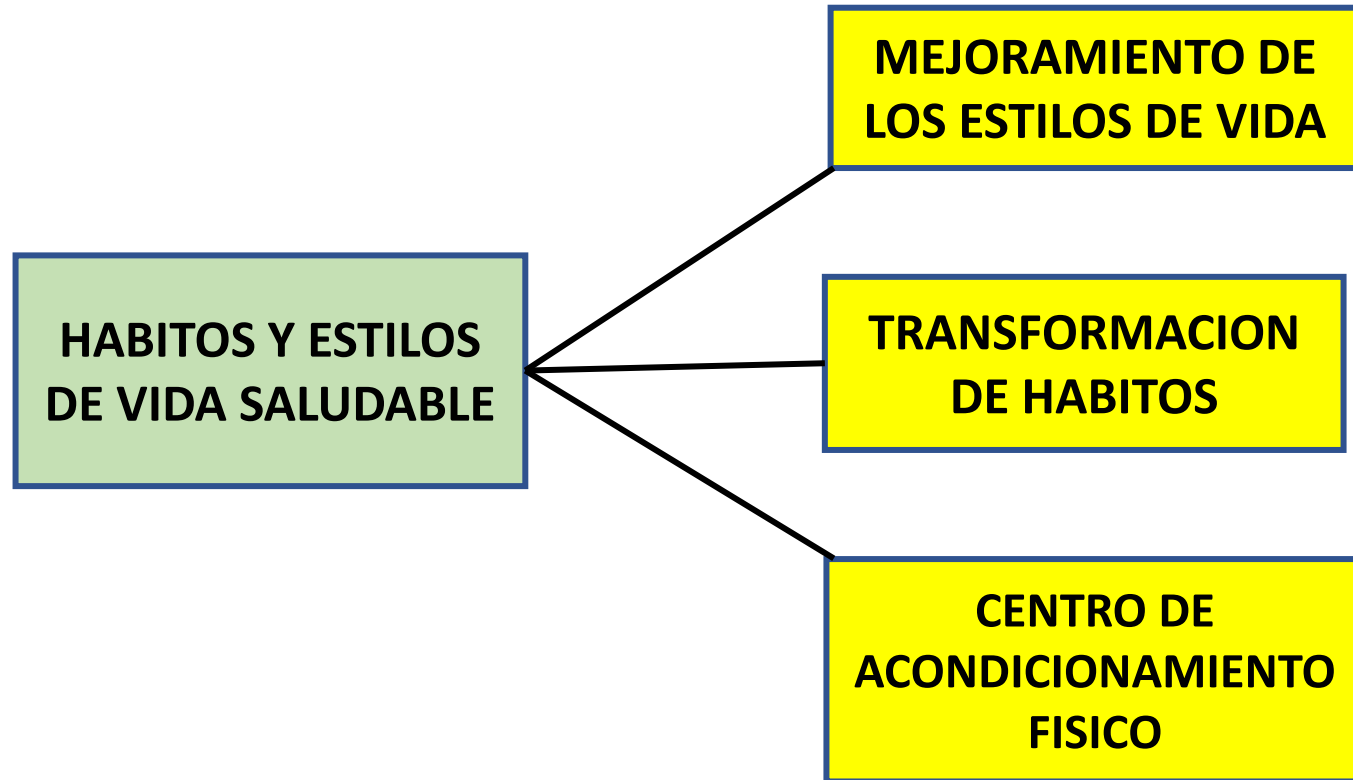 MEJORAMIENTO DE
LOS ESTILOS DE VIDA
HABITOS Y ESTILOS
DE VIDA SALUDABLE
TRANSFORMACION
DE HABITOS
CENTRO DE
ACONDICIONAMIENTO
FISICO